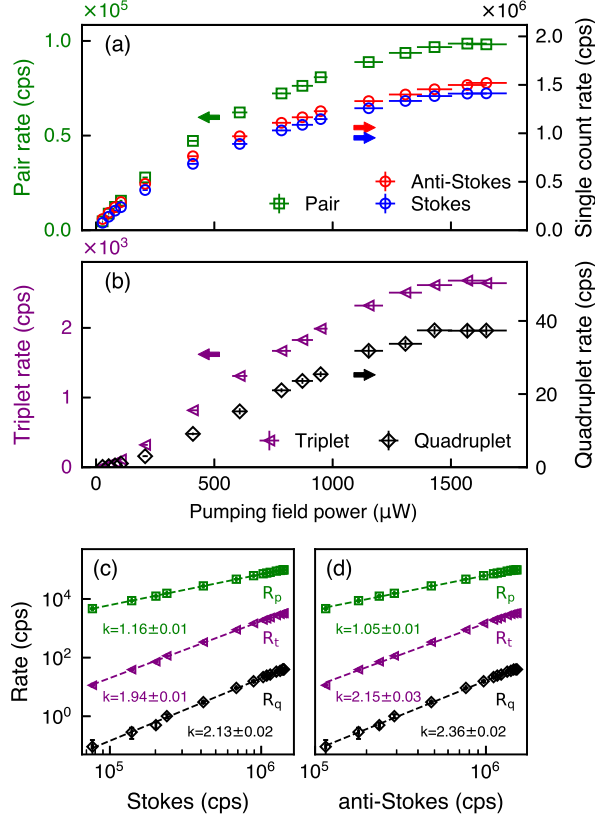 ×10⁵
×10⁶
(a)
1.0
0.5
0.0
2.0
1.5
1.0
0.5
0.0
Pair rate (cps)
Single count rate (cps)
Pair
Anti-Stokes
Stokes
×10³
(b)
2
1
0
40
20
0
Triplet rate (cps)
Quadruplet rate (cps)
Triplet
Quadruplet
0
500
1000
1500
Pumping field power (μW)
(c)
(d)
10⁴
10²
10⁰
Rate (cps)
Rₚ
k=1.16±0.01
Rₜ
k=1.94±0.01
R_q
k=2.13±0.02
Rₚ
k=1.05±0.01
Rₜ
k=2.15±0.03
R_q
k=2.36±0.02
10⁵
10⁶
10⁵
10⁶
Stokes (cps)
anti-Stokes (cps)